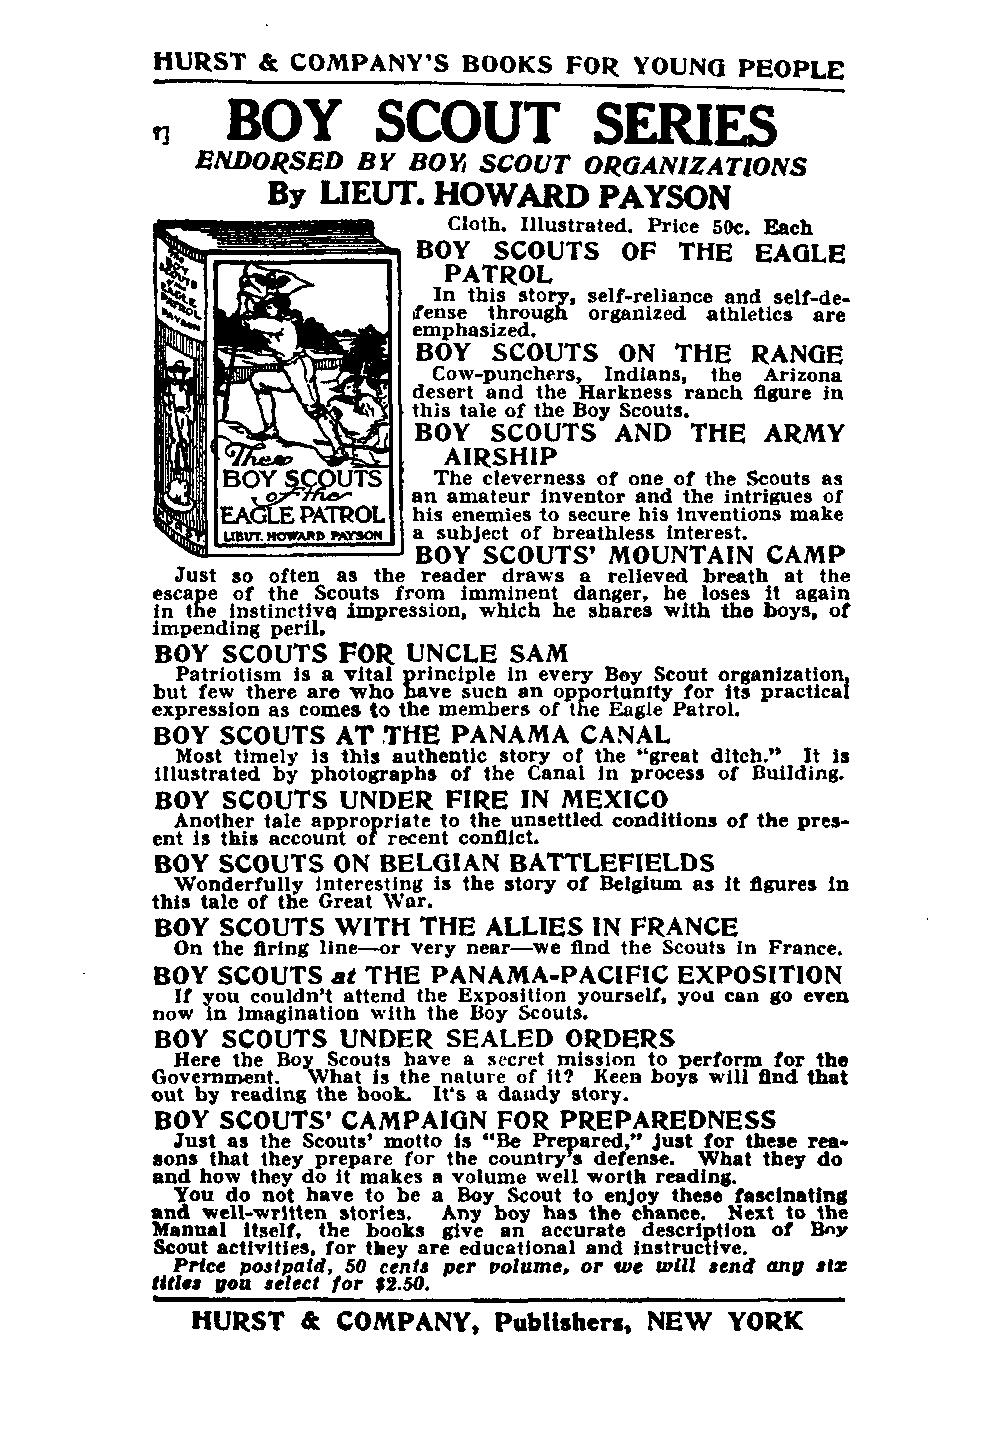 HURST & COMPANY'S BOOKS FOR YOUNG PEOPLE
BOY SCOUT SERIES
ENDORSED BY BOY SCOUT ORGANIZATIONS
By LIEUT. HOWARD PAYSON
Cloth. Illustrated. Price 50c. Each
The
BOY
SCOUTS
of the
EAGLE
PATROL
PAYSON
HURST
The
BOY SCOUTS
of the
EAGLE PATROL
LIEUT. HOWARD PAYSON
BOY SCOUTS OF THE EAGLE
PATROL
In this story, self-reliance and self-de-
fense through organized athletics are
emphasized.
BOY SCOUTS ON THE RANGE
Cow-punchers, Indians, the Arizona
desert and the Harkness ranch figure in
this tale of the Boy Scouts.
BOY SCOUTS AND THE ARMY
AIRSHIP
The cleverness of one of the Scouts as
an amateur inventor and the intrigues of
his enemies to secure his inventions make
a subject of breathless interest.
BOY SCOUTS' MOUNTAIN CAMP
Just so often as the reader draws a relieved breath at the
escape of the Scouts from imminent danger, he loses it again
in the instinctive impression, which he shares with the boys, of
impending peril.
BOY SCOUTS FOR UNCLE SAM
Patriotism is a vital principle in every Boy Scout organization,
but few there are who have such an opportunity for its practical
expression as comes to the members of the Eagle Patrol.
BOY SCOUTS AT THE PANAMA CANAL
Most timely is this authentic story of the "great ditch." It is
illustrated by photographs of the Canal in process of Building.
BOY SCOUTS UNDER FIRE IN MEXICO
Another tale appropriate to the unsettled conditions of the pres-
ent is this account of recent conflict.
BOY SCOUTS ON BELGIAN BATTLEFIELDS
Wonderfully interesting is the story of Belgium as it figures in
this tale of the Great War.
BOY SCOUTS WITH THE ALLIES IN FRANCE
On the firing line—or very near—we find the Scouts in France.
BOY SCOUTS at THE PANAMA-PACIFIC EXPOSITION
If you couldn't attend the Exposition yourself, you can go even
now in imagination with the Boy Scouts.
BOY SCOUTS UNDER SEALED ORDERS
Here the Boy Scouts have a secret mission to perform for the
Government. What is the nature of it? Keen boys will find that
out by reading the book. It's a dandy story.
BOY SCOUTS' CAMPAIGN FOR PREPAREDNESS
Just as the Scouts' motto is "Be Prepared," just for these rea-
sons that they prepare for the country's defense. What they do
and how they do it makes a volume well worth reading.
You do not have to be a Boy Scout to enjoy these fascinating
and well-written stories. Any boy has the chance. Next to the
Manual itself, the books give an accurate description of Boy
Scout activities, for they are educational and instructive.
Price postpaid, 50 cents per volume, or we will send any six
titles you select for $2.50.
HURST & COMPANY, Publishers, NEW YORK